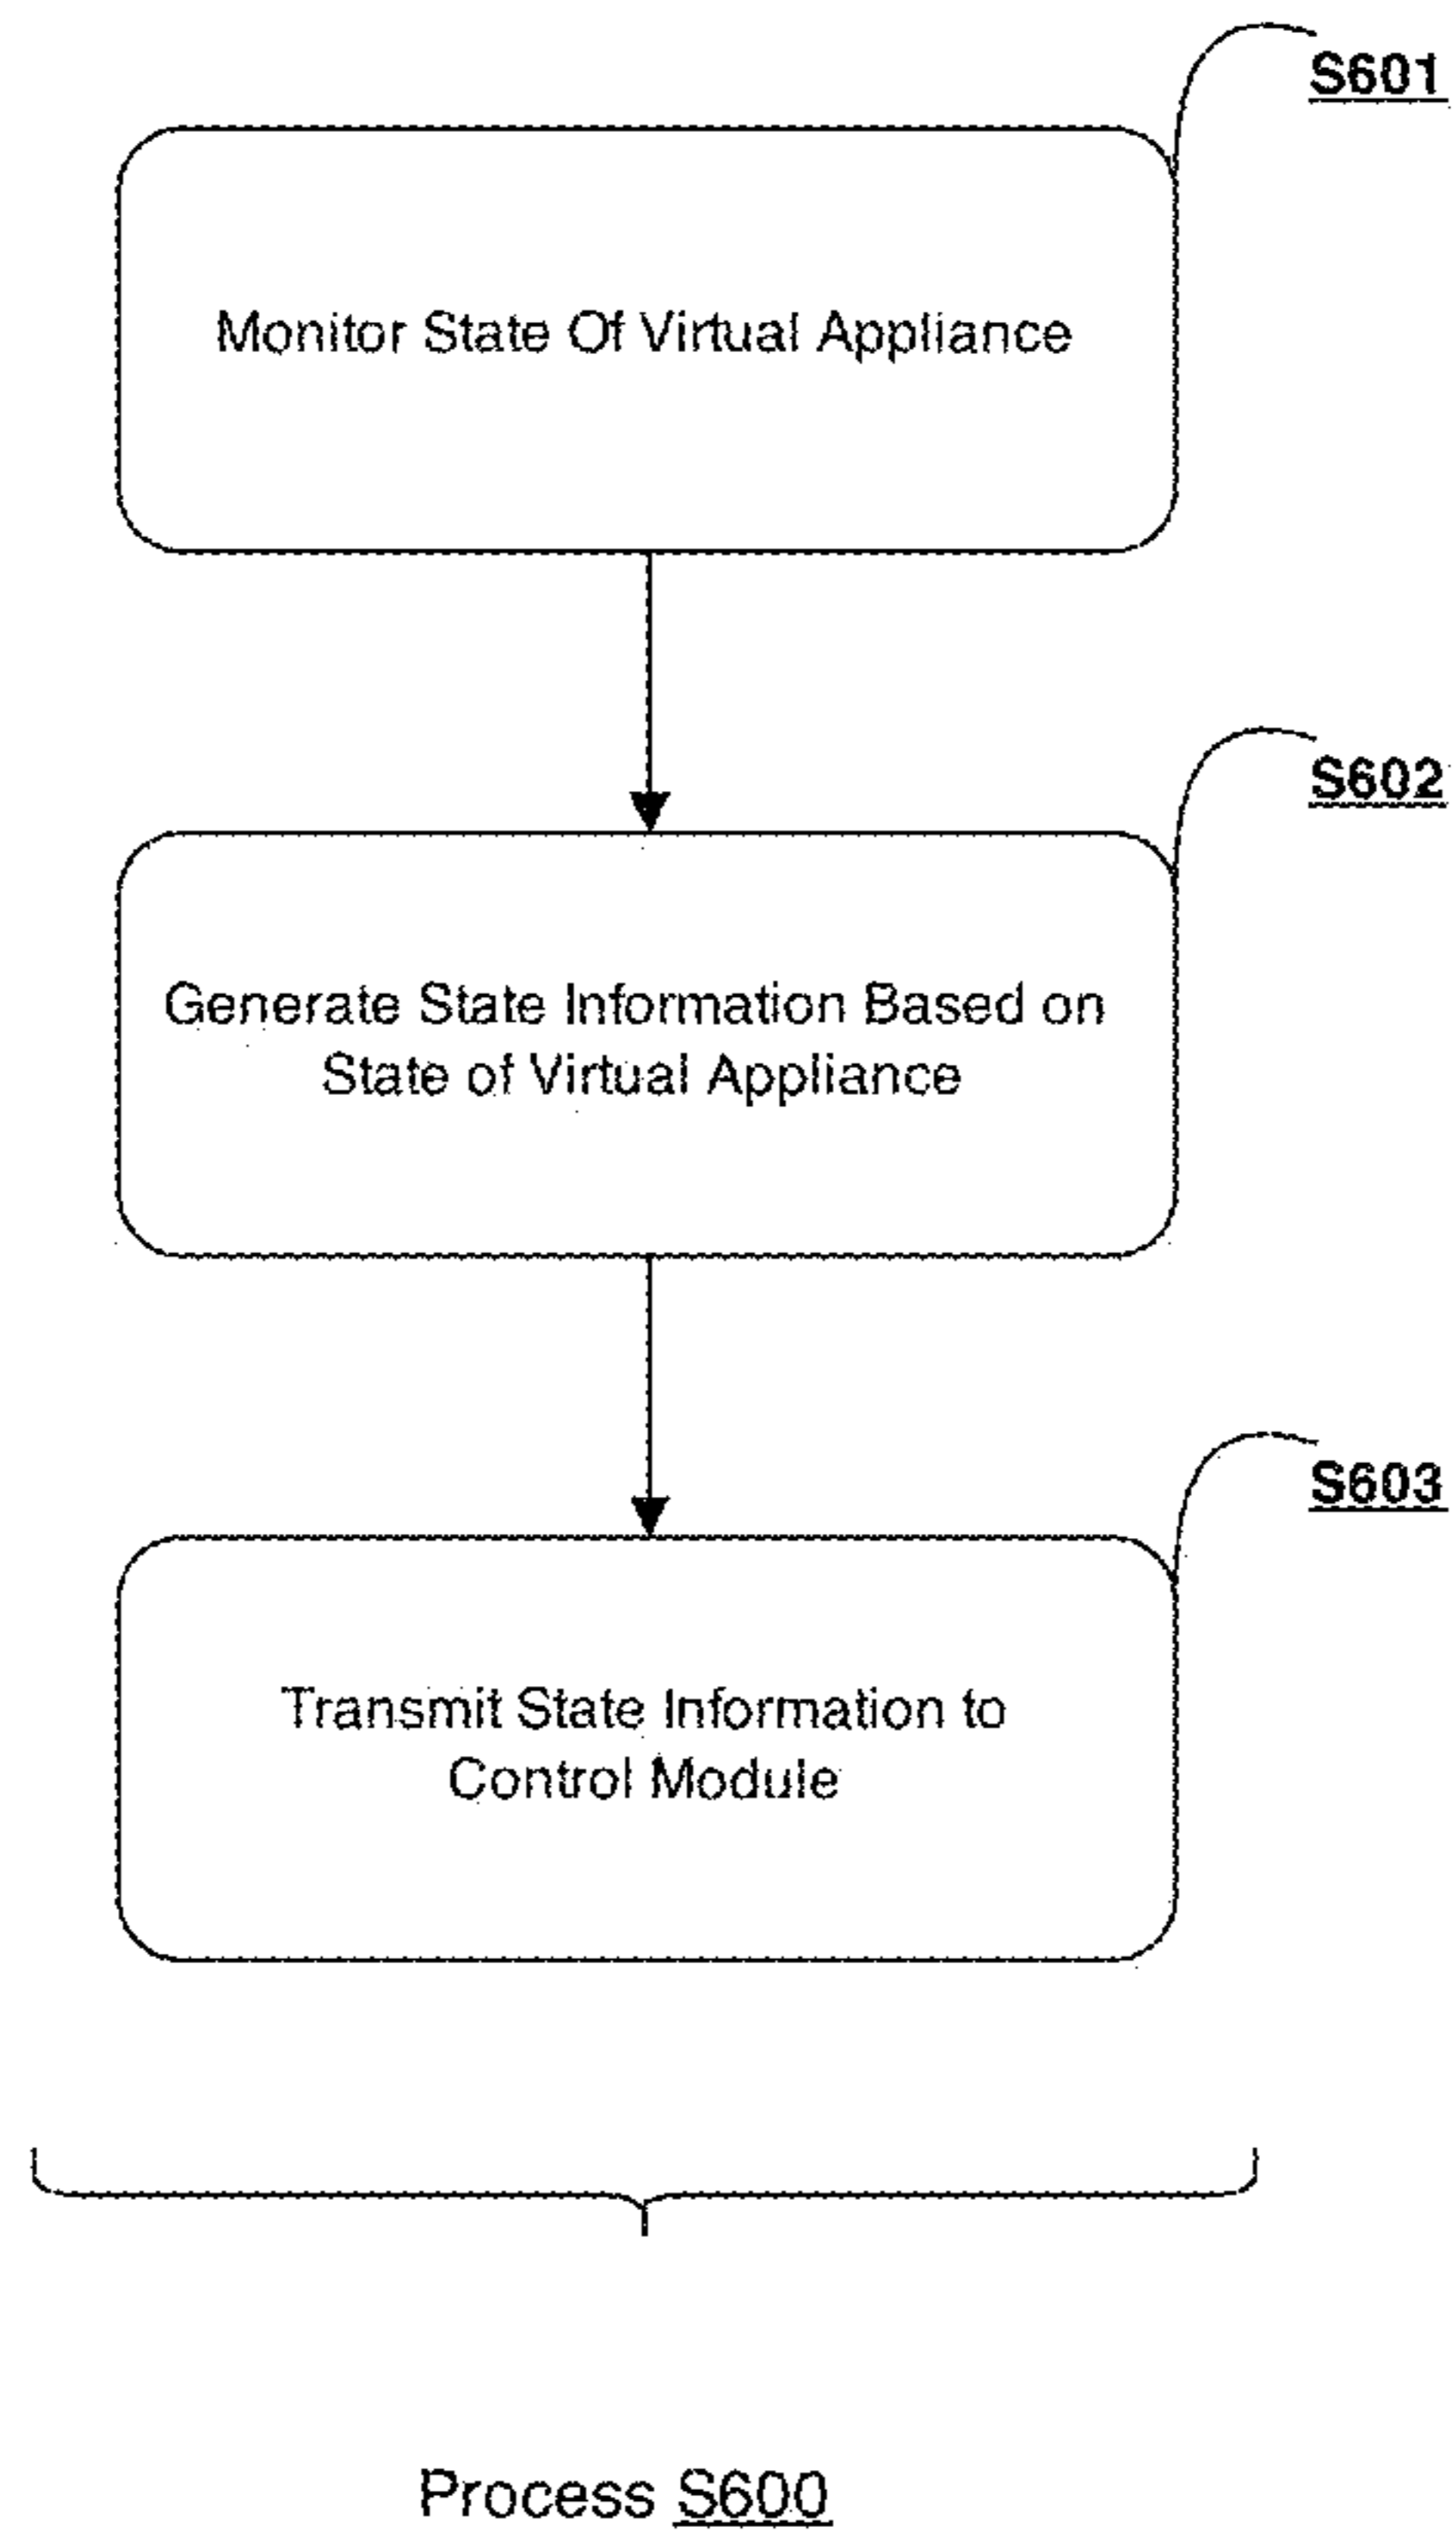 S601
Monitor State Of Virtual Appliance
S602
Generate State Information Based on
State of Virtual Appliance
S603
Transmit State Information to
Control Module
Process S600